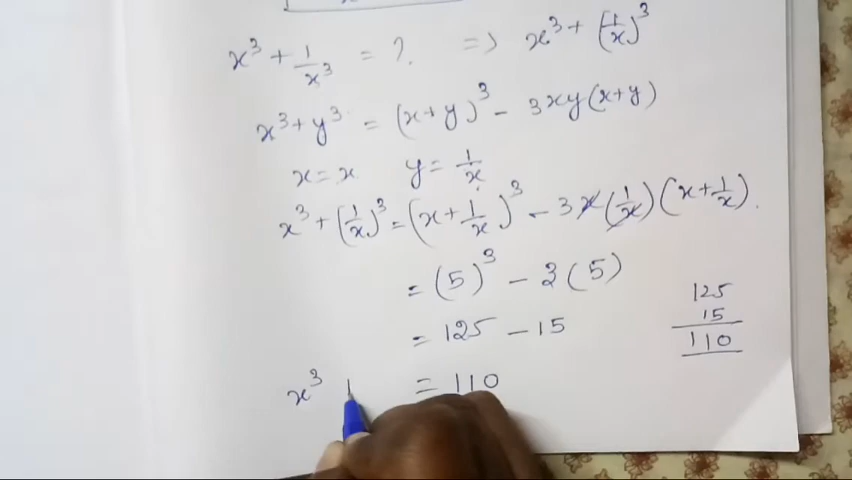 x³ + 1/x³ = ?. => x³ + (1/x)³
x³ + y³ = (x+y)³ - 3xy(x+y)
x = x y = 1/x
x³ + (1/x)³ = (x + 1/x)³ - 3x(1/x)(x + 1/x).
= (5)³ - 3(5)
= 125 - 15
125
15
110
x³ = 110